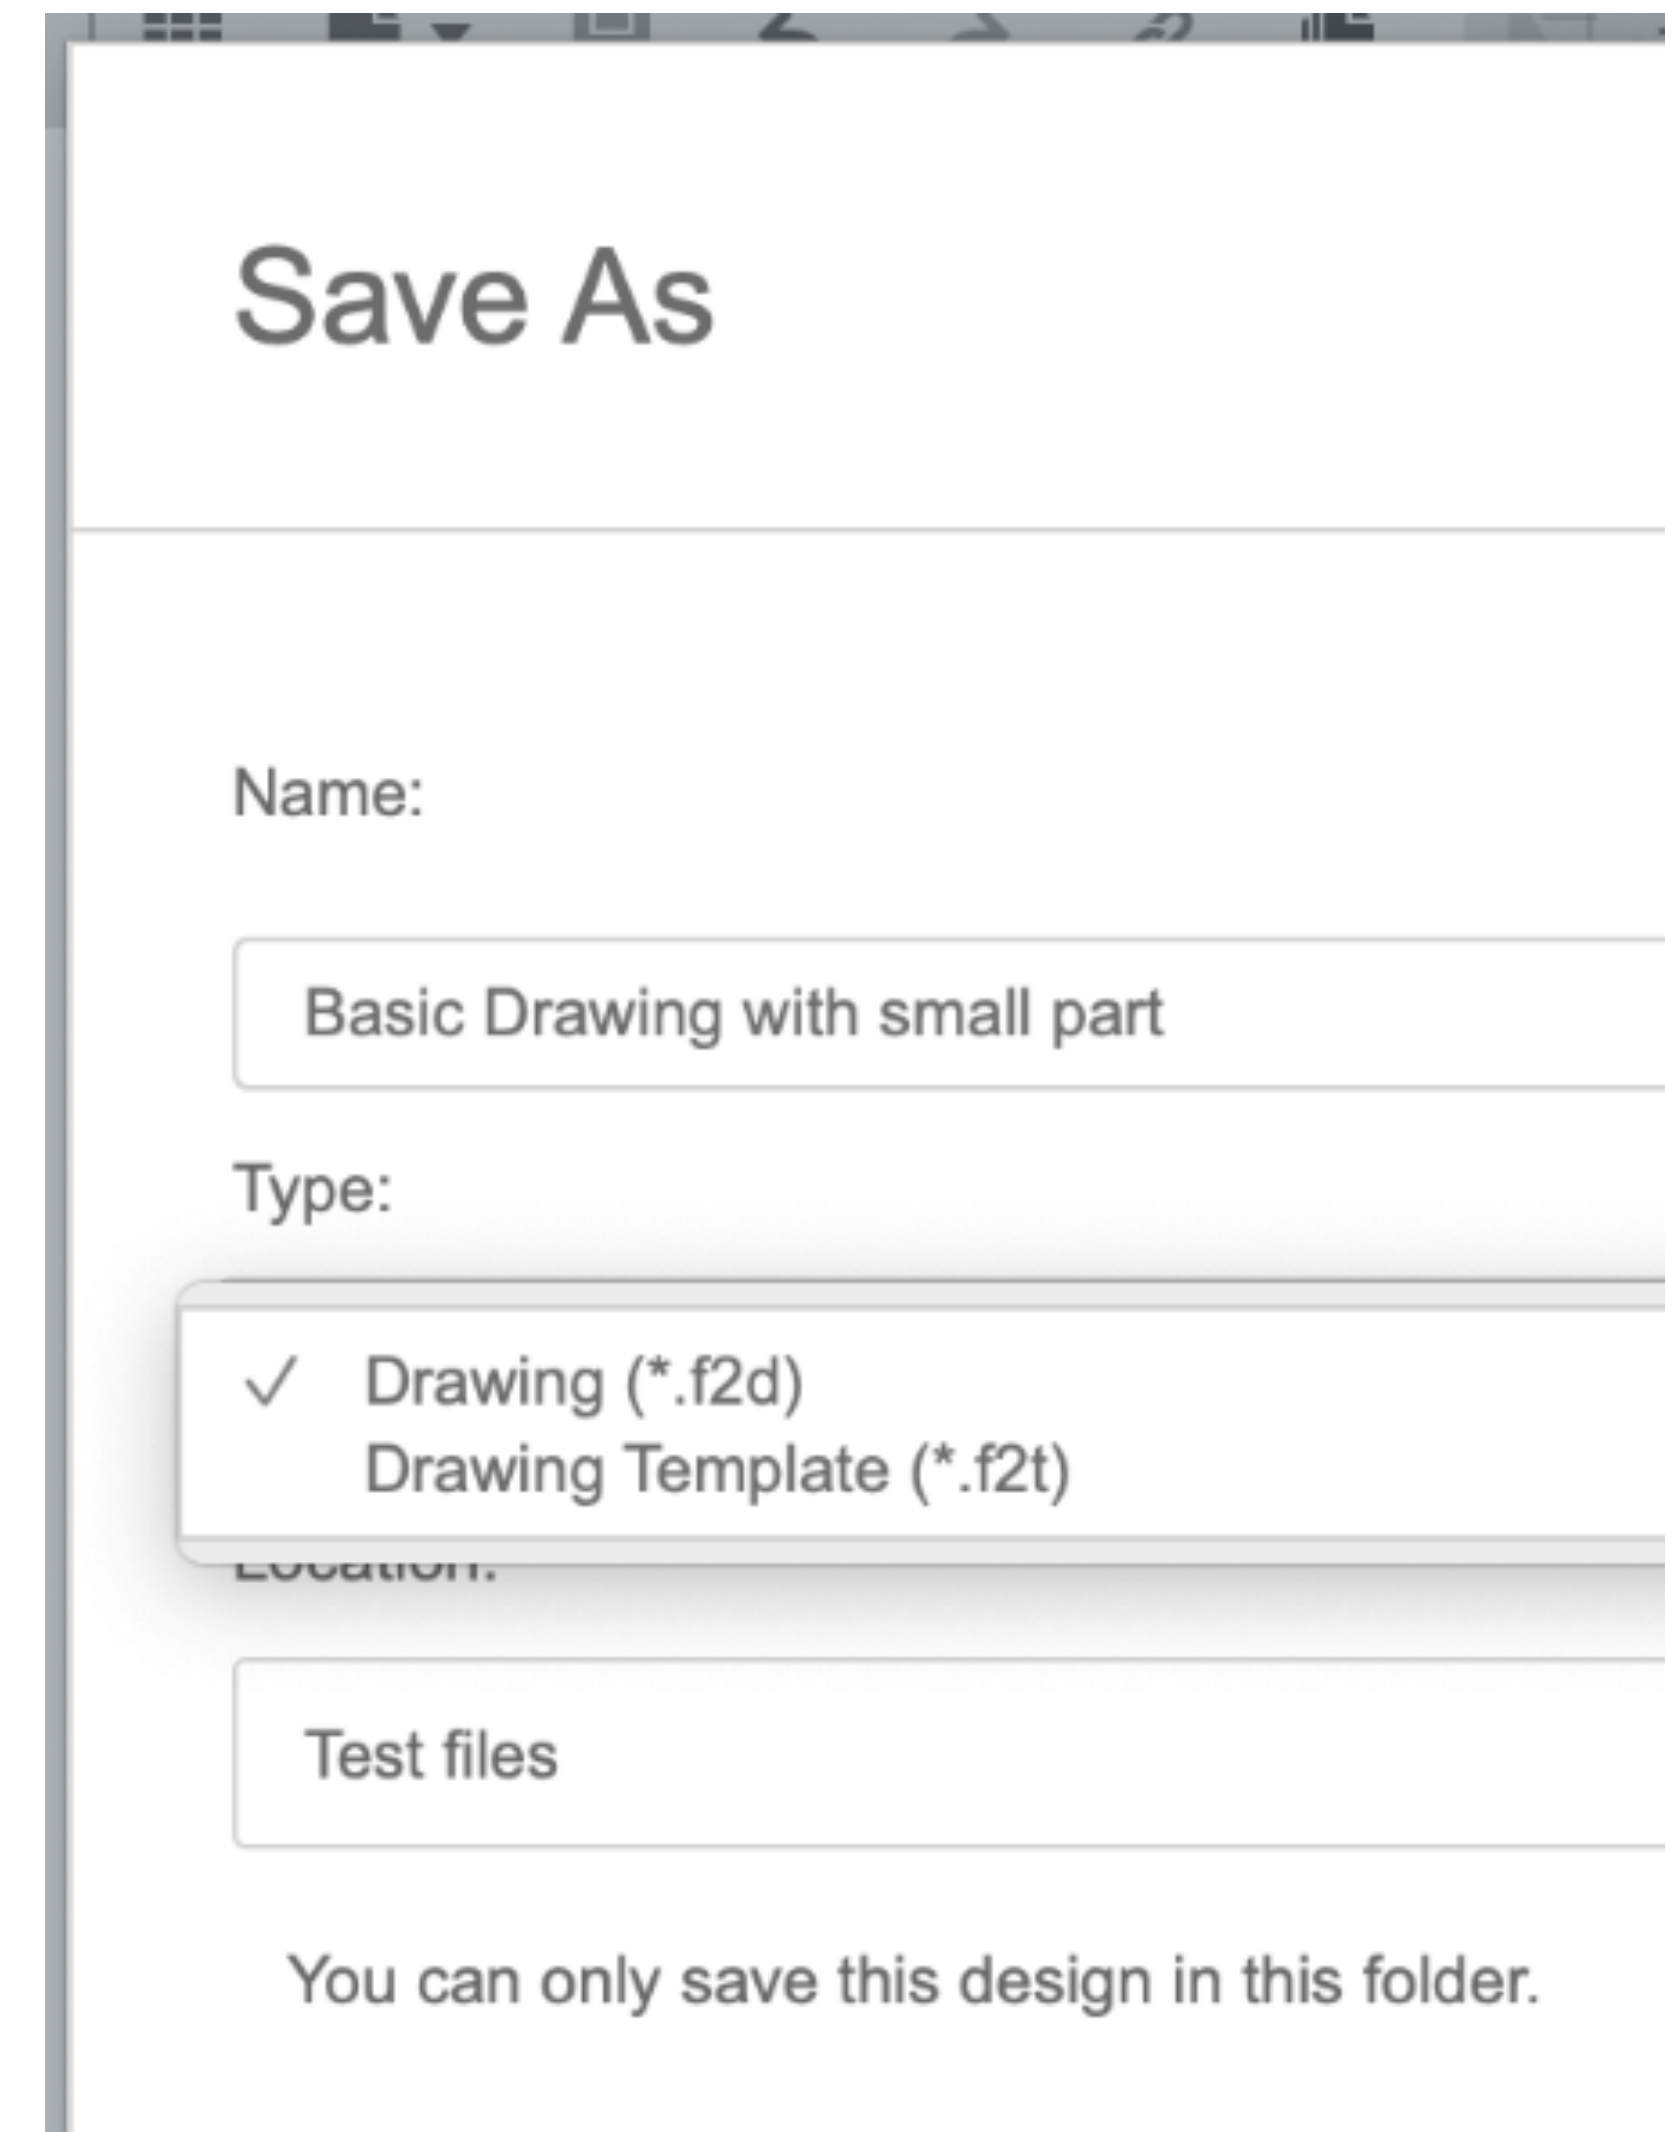 Save As
Name:
Basic Drawing with small part
Type:
✓ Drawing (*.f2d)
Drawing Template (*.f2t)
Location:
Test files
You can only save this design in this folder.